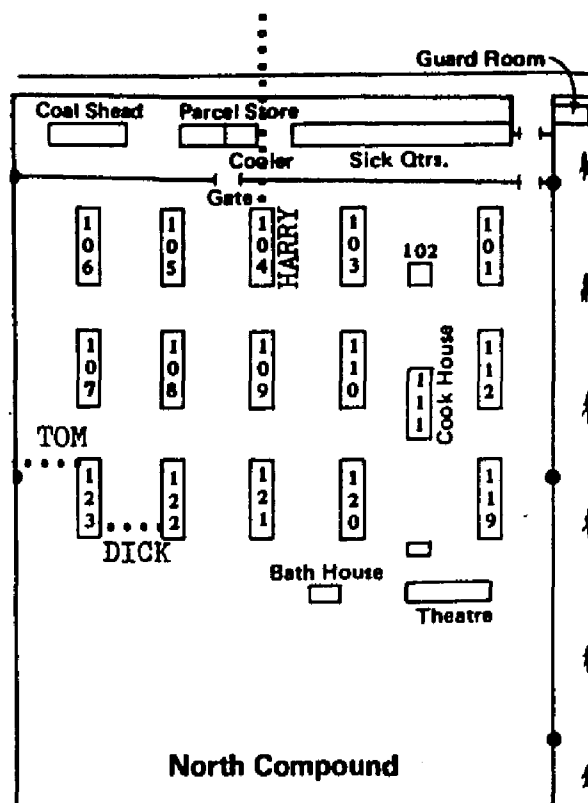 Guard Room
Coal Shead
Parcel Store
Cooler
Sick Qtrs.
Gate
106
105
104
HARRY
103
102
101
107
108
109
110
111
Cook House
112
TOM
123
122
121
120
119
DICK
Bath House
Theatre
North Compound